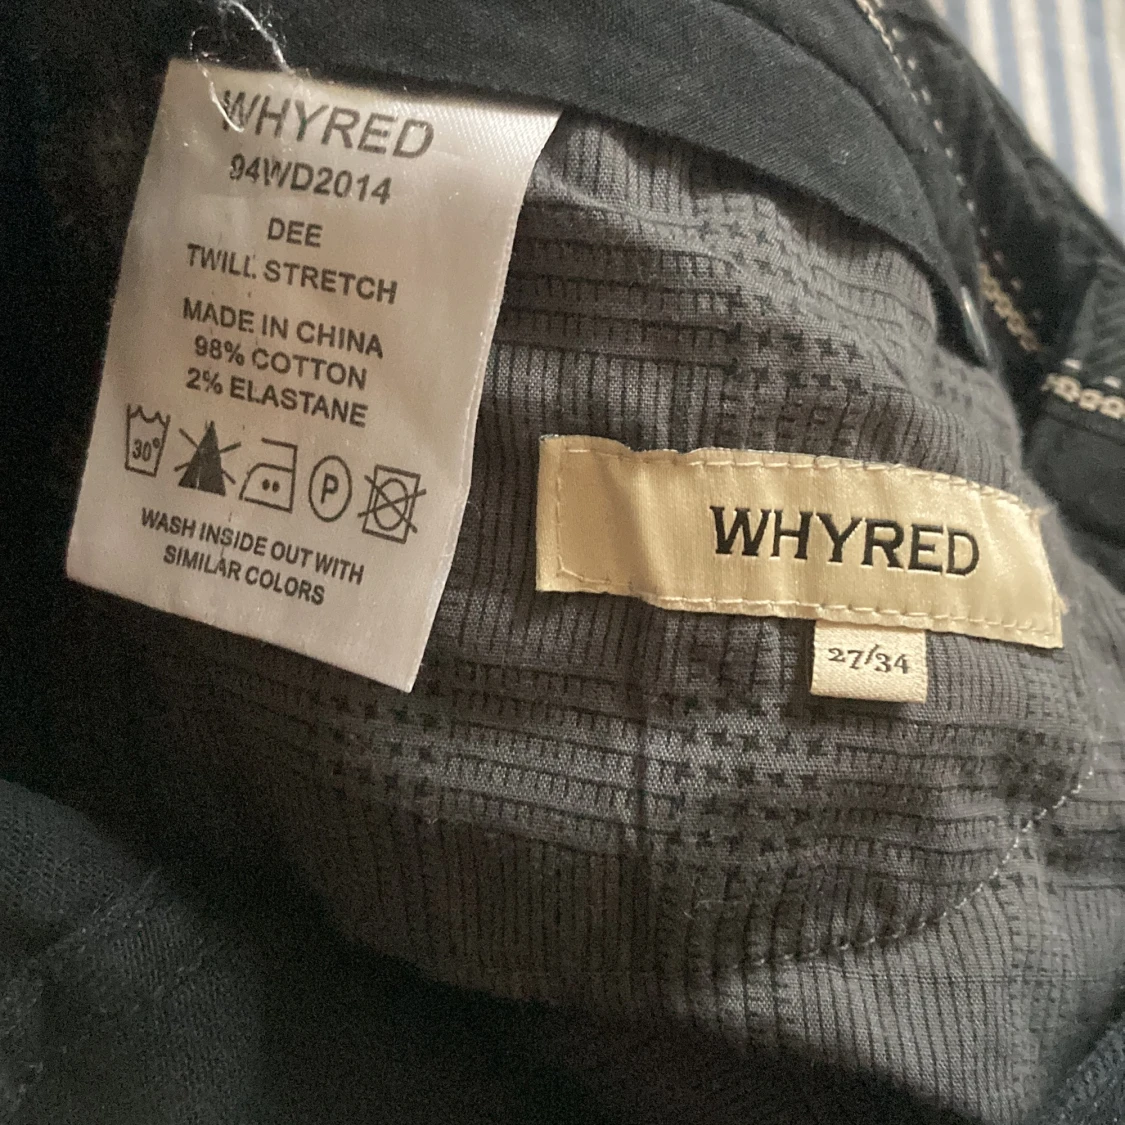 WHYRED
94WD2014
DEE
TWILL STRETCH
MADE IN CHINA
98% COTTON
2% ELASTANE
30°
P
WASH INSIDE OUT WITH
SIMILAR COLORS
WHYRED
27/34